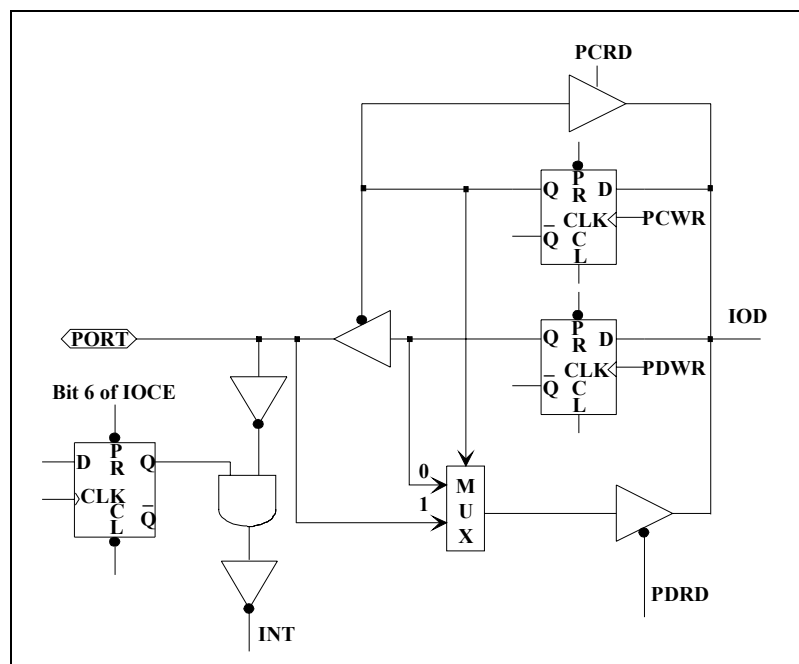 PCRD
Q P R D
CLK
Q̅ C L
PCWR
Q P R D
CLK
Q̅ C L
PDWR
IOD
PORT
Bit 6 of IOCE
D P R Q
CLK
C L Q̅
0
1
M U X
PDRD
INT